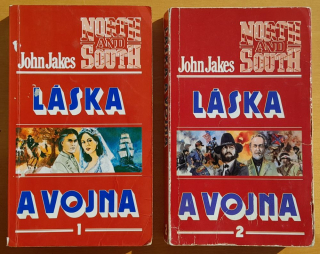 NORTH
AND
SOUTH
John Jakes
LÁSKA
A VOJNA
1
NORTH
AND
SOUTH
John Jakes
LÁSKA
A VOJNA
2